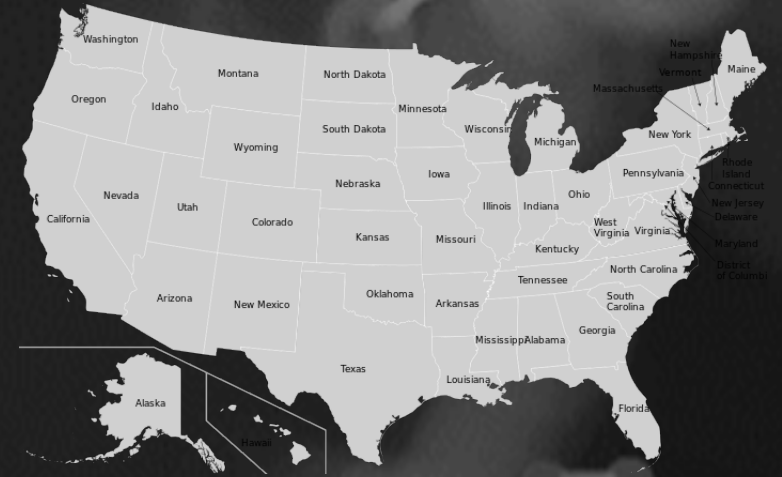 New
Hampshire
Washington
Vermont
Maine
Montana
North Dakota
Massachusetts
Oregon
Idaho
Minnesota
South Dakota
Wisconsin
New York
Michigan
Wyoming
Rhode
Island
Connecticut
Pennsylvania
Iowa
Nebraska
Ohio
Nevada
Utah
Illinois
Indiana
New Jersey
Delaware
California
Colorado
West
Virginia
Virginia
Kansas
Missouri
Maryland
Kentucky
District
of Columbi
North Carolina
Tennessee
Arizona
New Mexico
Oklahoma
Arkansas
South
Carolina
Georgia
Mississippi
Alabama
Texas
Louisiana
Alaska
Florida
Hawaii